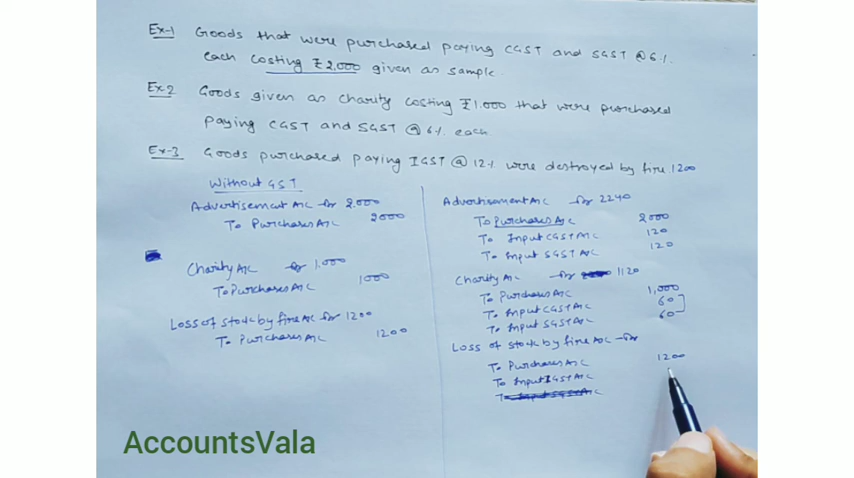 Ex-1 Goods that were purchased paying CGST and SGST @ 6%.
each costing ₹2,000 given as sample.
Ex-2 Goods given as charity costing ₹1,000 that were purchased
paying CGST and SGST @ 6% each
Ex-3 Goods purchased paying IGST @ 12% were destroyed by fire. 1200
Without GST
Advertisement A/c Dr 2,000
To Purchases A/c 2000
Charity A/c Dr 1,000
To Purchases A/c 1000
Loss of stock by fire A/c Dr 1200
To Purchases A/c 1200
Advertisement A/c Dr 2240
To Purchases A/c 2000
To Input CGST A/c 120
To Input SGST A/c 120
Charity A/c Dr 1120
To Purchases A/c 1,000
To Input CGST A/c 60
To Input SGST A/c 60
Loss of stock by fire A/c Dr
To Purchases A/c 1200
To Input IGST A/c
To Input SGST A/c
AccountsVala